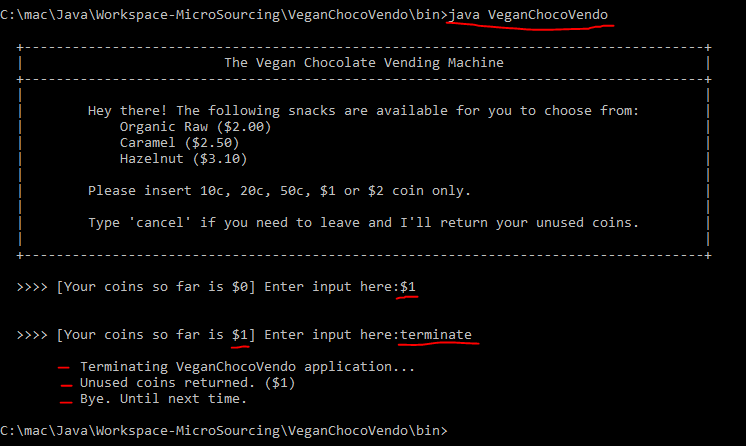 C:\mac\Java\Workspace-MicroSourcing\VeganChocoVendo\bin>java VeganChocoVendo
+-------------------------------------------------------------------------------------+
| The Vegan Chocolate Vending Machine |
+-------------------------------------------------------------------------------------+
| Hey there! The following snacks are available for you to choose from: |
| Organic Raw ($2.00) |
| Caramel ($2.50) |
| Hazelnut ($3.10) |
| Please insert 10c, 20c, 50c, $1 or $2 coin only. |
| Type 'cancel' if you need to leave and I'll return your unused coins. |
+-------------------------------------------------------------------------------------+
>>>> [Your coins so far is $0] Enter input here:$1
>>>> [Your coins so far is $1] Enter input here:terminate
Terminating VeganChocoVendo application...
Unused coins returned. ($1)
Bye. Until next time.
C:\mac\Java\Workspace-MicroSourcing\VeganChocoVendo\bin>